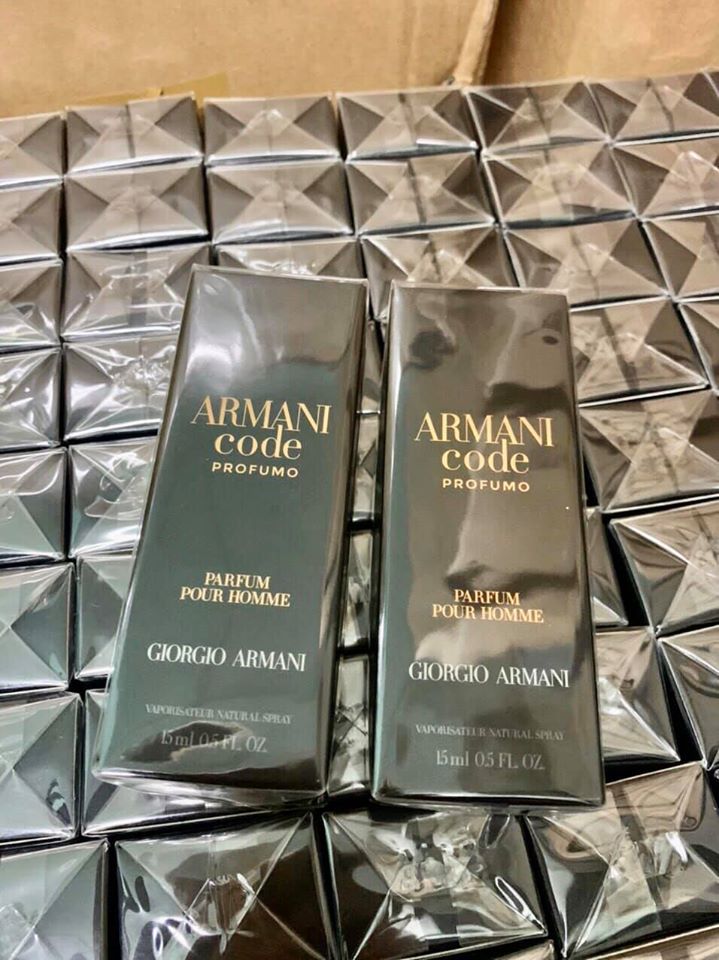 ARMANI
code
PROFUMO
PARFUM
POUR HOMME
GIORGIO ARMANI
VAPORISATEUR NATURAL SPRAY
15 ml 0.5 FL. OZ.
ARMANI
code
PROFUMO
PARFUM
POUR HOMME
GIORGIO ARMANI
VAPORISATEUR NATURAL SPRAY
15 ml 0.5 FL. OZ.